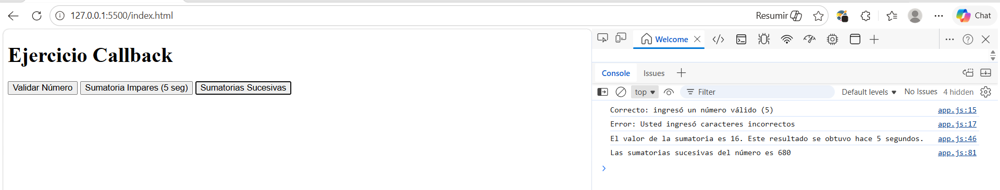 127.0.0.1:5500/index.html
Resumir
Chat
Ejercicio Callback
Validar Número
Sumatoria Impares (5 seg)
Sumatorias Sucesivas
Welcome
Console
Issues
top
Filter
Default levels
No Issues
4 hidden
Correcto: ingresó un número válido (5) app.js:15
Error: Usted ingresó caracteres incorrectos app.js:17
El valor de la sumatoria es 16. Este resultado se obtuvo hace 5 segundos. app.js:46
Las sumatorias sucesivas del número es 680 app.js:81